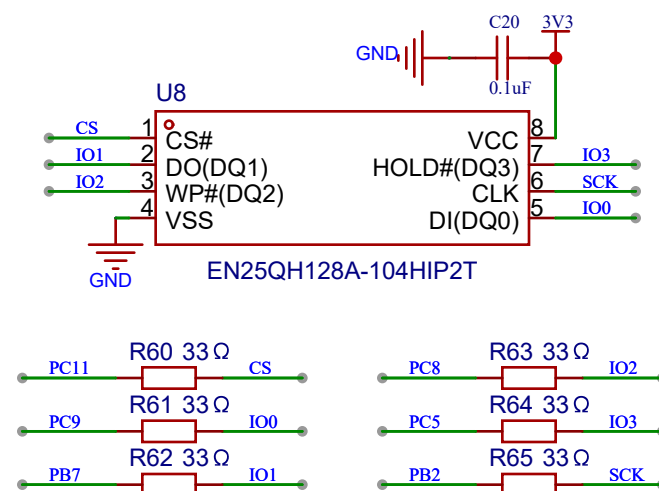 C20 3V3
GND
0.1uF
U8
CS 1 CS# VCC 8
IO1 2 DO(DQ1) HOLD#(DQ3) 7 IO3
IO2 3 WP#(DQ2) CLK 6 SCK
4 VSS DI(DQ0) 5 IO0
GND
EN25QH128A-104HIP2T
R60 33Ω R63 33Ω
PC11 CS PC8 IO2
R61 33Ω R64 33Ω
PC9 IO0 PC5 IO3
R62 33Ω R65 33Ω
PB7 IO1 PB2 SCK